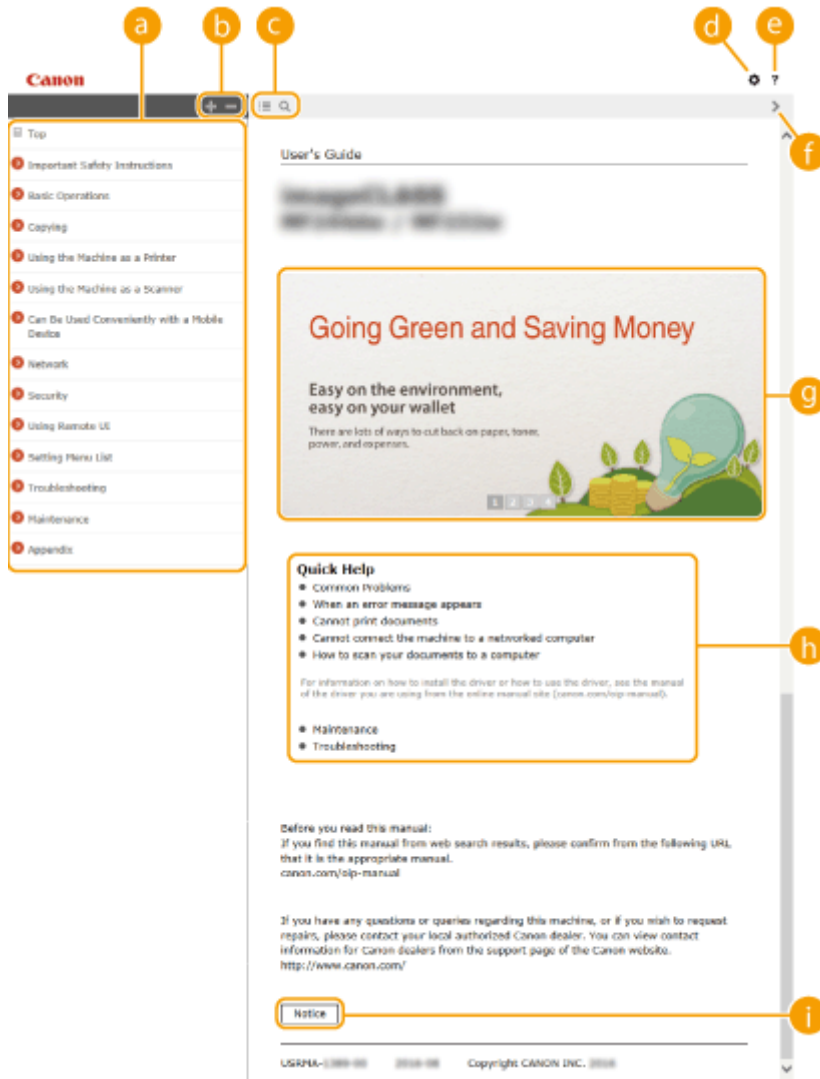 a
b
c
d
e
Canon
?
f
Top
Important Safety Instructions
Basic Operations
Copying
Using the Machine as a Printer
Using the Machine as a Scanner
Can Be Used Conveniently with a Mobile
Device
Network
Security
Using Remote UI
Setting Menu List
Troubleshooting
Maintenance
Appendix
User's Guide
Going Green and Saving Money
Easy on the environment,
easy on your wallet
There are lots of ways to cut back on paper, toner,
power, and expenses.
1 2 3 4
g
Quick Help
Common Problems
When an error message appears
Cannot print documents
Cannot connect the machine to a networked computer
How to scan your documents to a computer
For information on how to install the driver or how to use the driver, see the manual
of the driver you are using from the online manual site (canon.com/oip-manual).
Maintenance
Troubleshooting
h
Before you read this manual:
If you find this manual from web search results, please confirm from the following URL
that it is the appropriate manual.
canon.com/oip-manual
If you have any questions or queries regarding this machine, or if you wish to request
repairs, please contact your local authorized Canon dealer. You can view contact
information for Canon dealers from the support page of the Canon website.
http://www.canon.com/
Notice
i
USRMA- Copyright CANON INC.